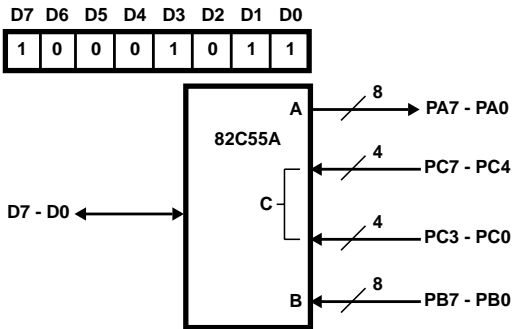 D7 D6 D5 D4 D3 D2 D1 D0
1 0 0 0 1 0 1 1
A 8 PA7 - PA0
82C55A
4 PC7 - PC4
D7 - D0 C
4 PC3 - PC0
B 8 PB7 - PB0